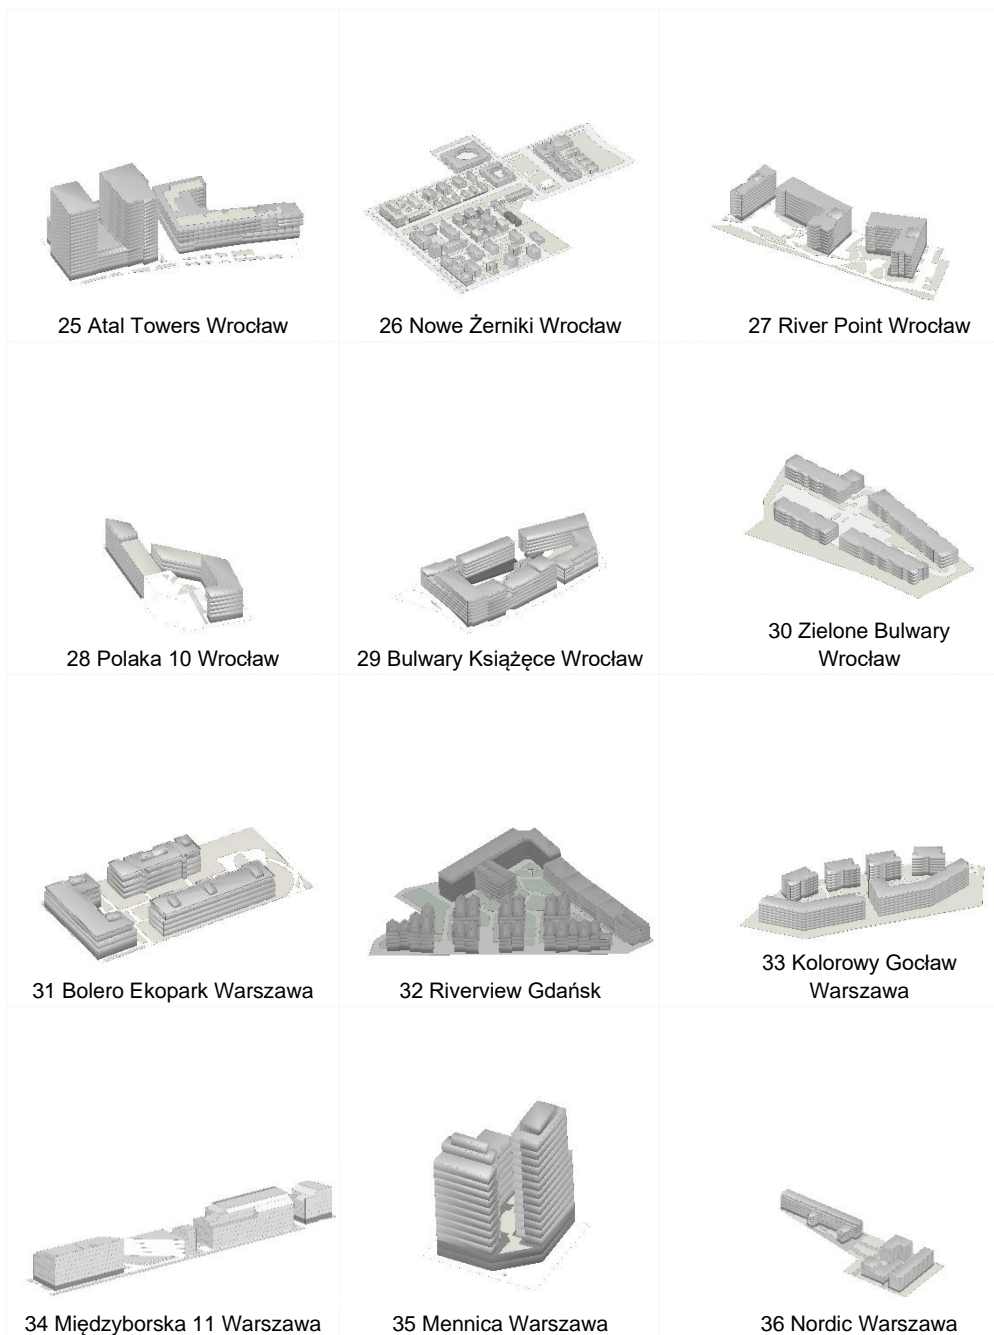 25 Atal Towers Wrocław
26 Nowe Żerniki Wrocław
27 River Point Wrocław
28 Polaka 10 Wrocław
29 Bulwary Książęce Wrocław
30 Zielone Bulwary
Wrocław
31 Bolero Ekopark Warszawa
32 Riverview Gdańsk
33 Kolorowy Gocław
Warszawa
34 Międzyborska 11 Warszawa
35 Mennica Warszawa
36 Nordic Warszawa